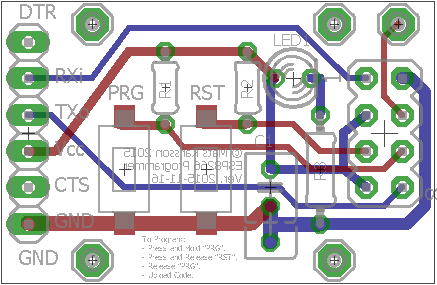 DTR
LED1
RXi
PRG
RST
R1
R2
TXo
Vcc
C1
© Mats Karlsson 2015
ESP8266 Programmer
Ver. 2015-11-16
CTS
R3
GND
GND
To Program:
- Press and Hold "PRG".
- Press and Release "RST".
- Release "PRG".
- Upload Code.